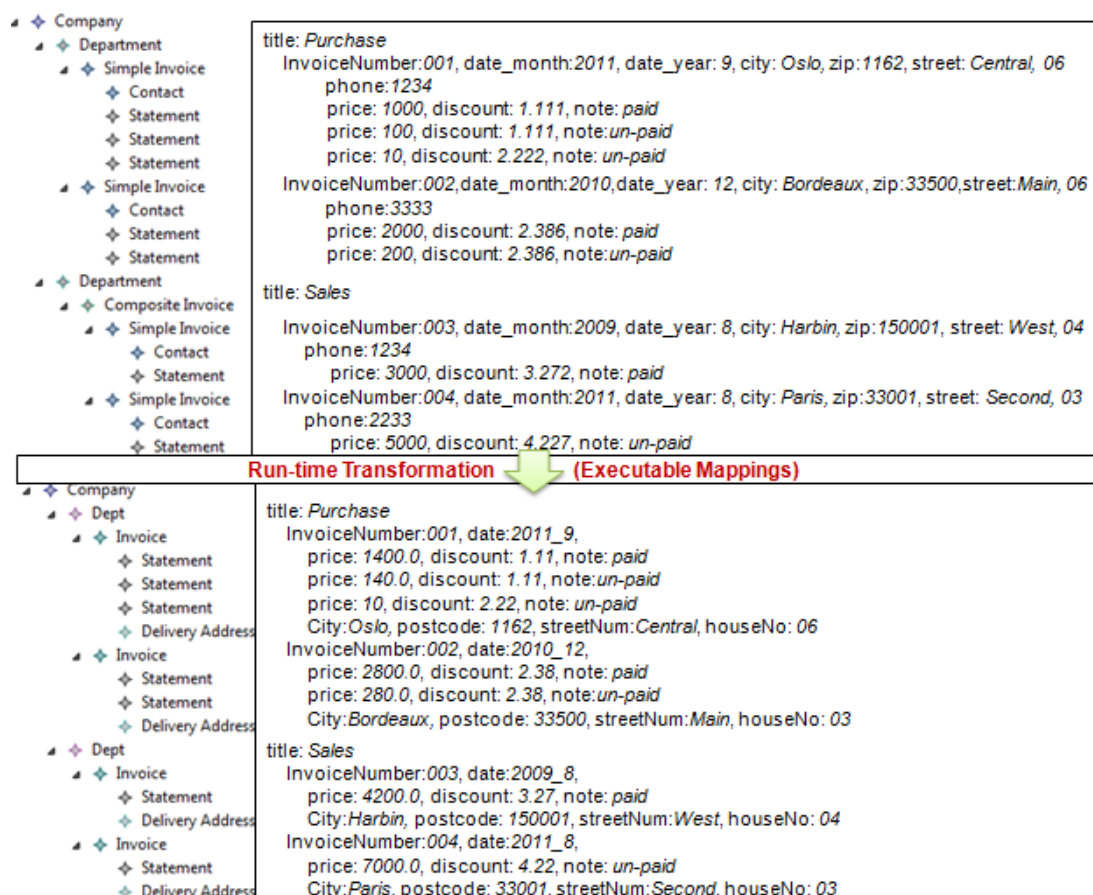 Company
Department
Simple Invoice
Contact
Statement
Statement
Statement
Simple Invoice
Contact
Statement
Statement
Department
Composite Invoice
Simple Invoice
Contact
Statement
Simple Invoice
Contact
Statement
title: Purchase
InvoiceNumber:001, date_month:2011, date_year: 9, city: Oslo, zip:1162, street: Central, 06
phone:1234
price: 1000, discount: 1.111, note: paid
price: 100, discount: 1.111, note:un-paid
price: 10, discount: 2.222, note: un-paid
InvoiceNumber:002,date_month:2010,date_year: 12, city: Bordeaux, zip:33500,street:Main, 06
phone:3333
price: 2000, discount: 2.386, note: paid
price: 200, discount: 2.386, note:un-paid
title: Sales
InvoiceNumber:003, date_month:2009, date_year: 8, city: Harbin, zip:150001, street: West, 04
phone:1234
price: 3000, discount: 3.272, note: paid
InvoiceNumber:004, date_month:2011, date_year: 8, city: Paris, zip:33001, street: Second, 03
phone:2233
price: 5000, discount: 4.227, note: un-paid
Run-time Transformation (Executable Mappings)
Company
Dept
Invoice
Statement
Statement
Statement
Delivery Address
Invoice
Statement
Statement
Delivery Address
Dept
Invoice
Statement
Delivery Address
Invoice
Statement
Delivery Address
title: Purchase
InvoiceNumber:001, date:2011_9,
price: 1400.0, discount: 1.11, note: paid
price: 140.0, discount: 1.11, note:un-paid
price: 10, discount: 2.22, note: un-paid
City:Oslo, postcode: 1162, streetNum:Central, houseNo: 06
InvoiceNumber:002, date:2010_12,
price: 2800.0, discount: 2.38, note: paid
price: 280.0, discount: 2.38, note:un-paid
City:Bordeaux, postcode: 33500, streetNum:Main, houseNo: 03
title: Sales
InvoiceNumber:003, date:2009_8,
price: 4200.0, discount: 3.27, note: paid
City:Harbin, postcode: 150001, streetNum:West, houseNo: 04
InvoiceNumber:004, date:2011_8,
price: 7000.0, discount: 4.22, note: un-paid
City:Paris, postcode: 33001, streetNum:Second, houseNo: 03